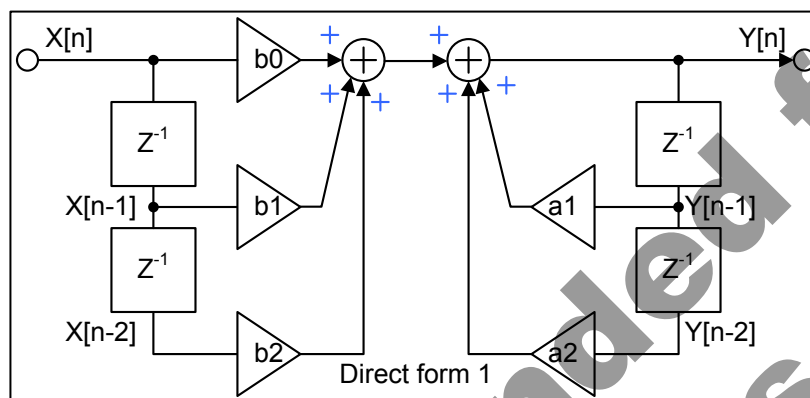 X[n] b0 Y[n]
Z⁻¹ Z⁻¹
X[n-1] b1 a1 Y[n-1]
Z⁻¹ Z⁻¹
X[n-2] b2 a2 Y[n-2]
Direct form 1